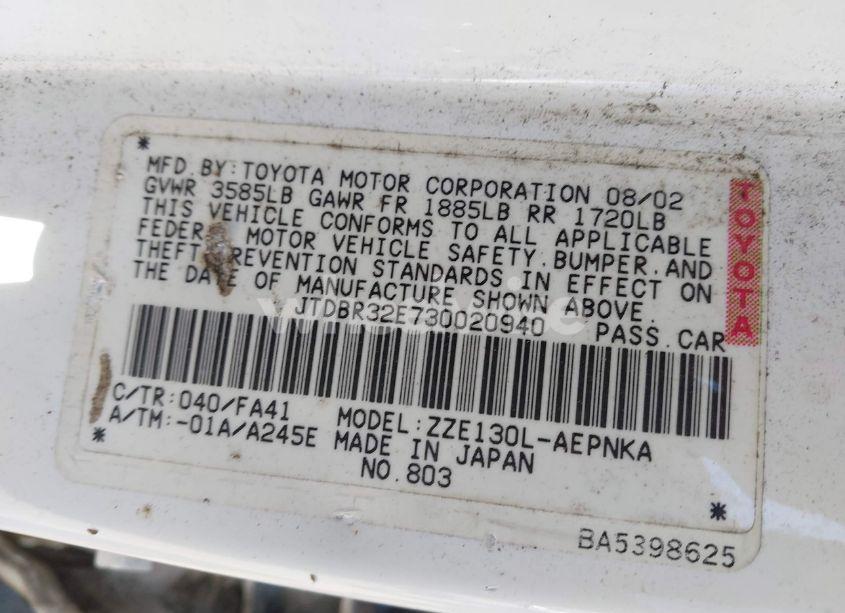 MFD.BY:TOYOTA MOTOR CORPORATION 08/02
GVWR 3585LB GAWR FR 1885LB RR 1720LB
THIS VEHICLE CONFORMS TO ALL APPLICABLE
FEDERAL MOTOR VEHICLE SAFETY.BUMPER.AND
THEFT PREVENTION STANDARDS IN EFFECT ON
THE DATE OF MANUFACTURE SHOWN ABOVE.
JTDBR32E730020940 PASS.CAR
C/TR:040/FA41 MODEL:ZZE130L-AEPNKA
A/TM:-01A/A245E MADE IN JAPAN
NO.803
BA5398625
TOYOTA